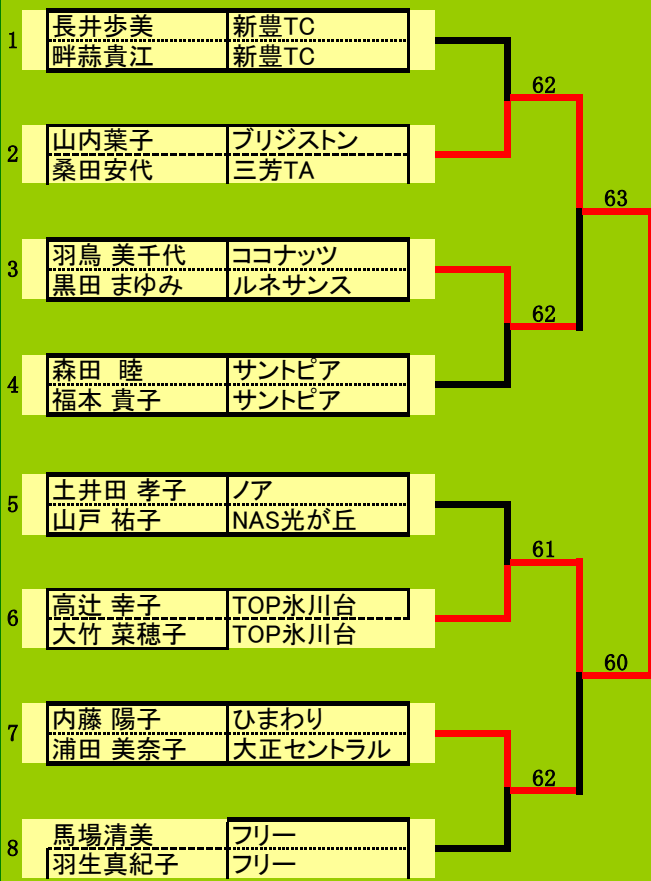 1
長井歩美 新豊TC
畔蒜貴江 新豊TC
62
2
山内葉子 ブリジストン
桑田安代 三芳TA
63
3
羽鳥 美千代 ココナッツ
黒田 まゆみ ルネサンス
62
4
森田 睦 サントピア
福本 貴子 サントピア
5
土井田 孝子 ノア
山戸 祐子 NAS光が丘
61
6
高辻 幸子 TOP氷川台
大竹 菜穂子 TOP氷川台
60
7
内藤 陽子 ひまわり
浦田 美奈子 大正セントラル
62
8
馬場清美 フリー
羽生真紀子 フリー